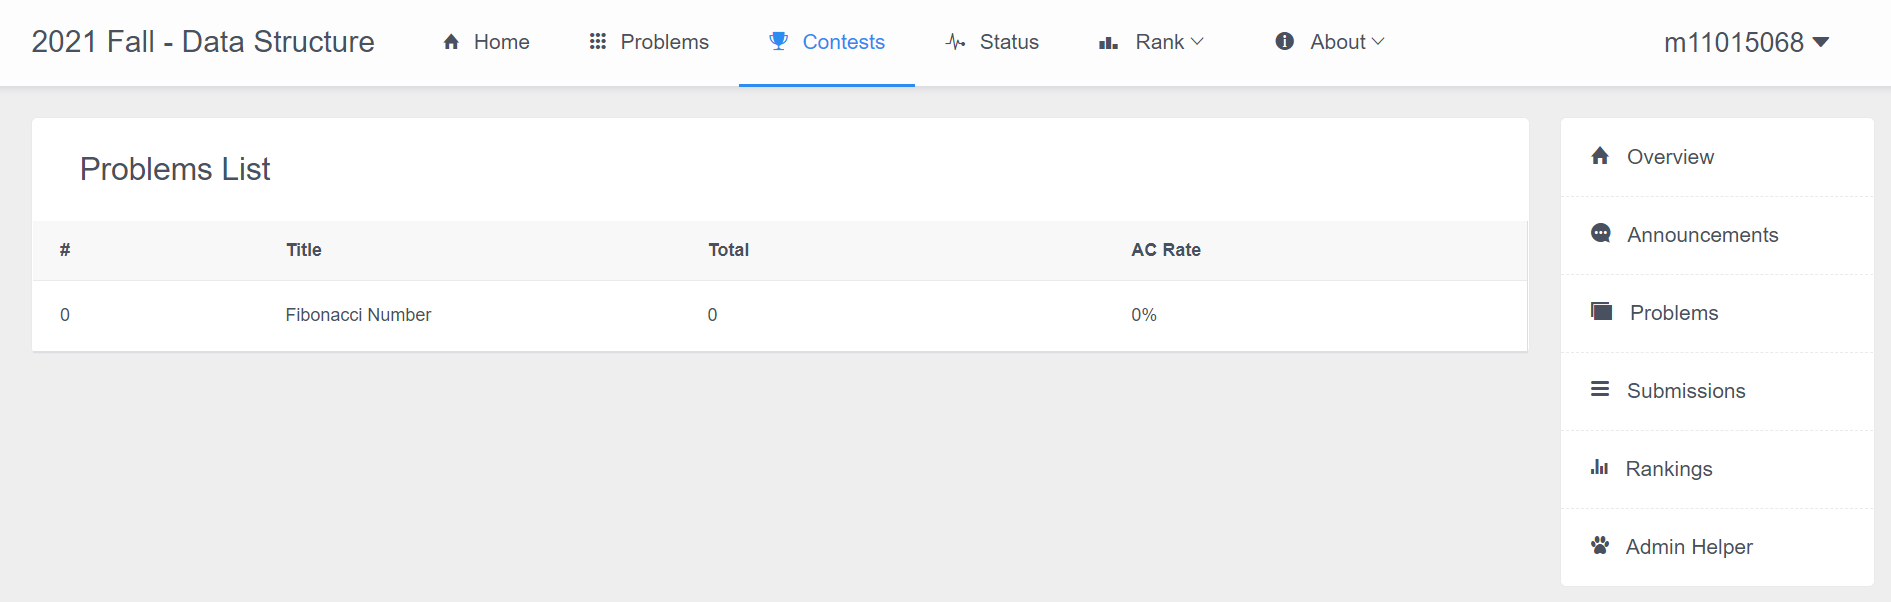 2021 Fall - Data Structure Home Problems Contests Status Rank About m11015068
Problems List
# Title Total AC Rate
0 Fibonacci Number 0 0%
Overview
Announcements
Problems
Submissions
Rankings
Admin Helper